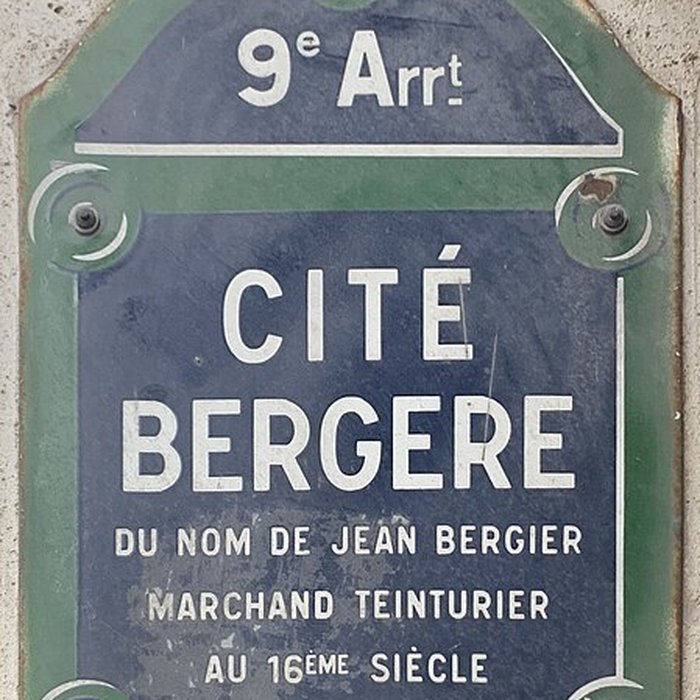 9e Arrt
CITÉ
BERGERE
DU NOM DE JEAN BERGIER
MARCHAND TEINTURIER
AU 16ÈME SIÈCLE